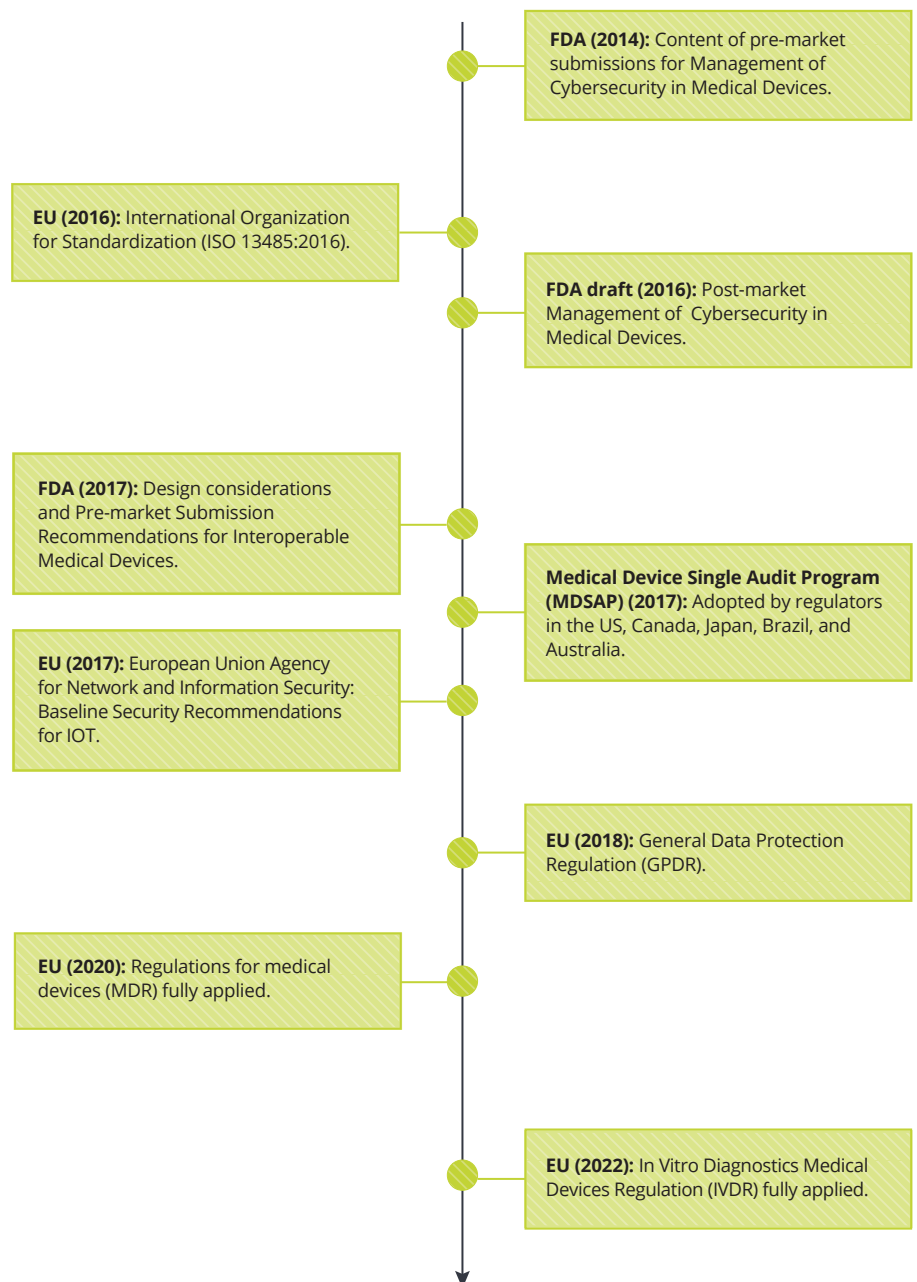 FDA (2014): Content of pre-market
submissions for Management of
Cybersecurity in Medical Devices.
EU (2016): International Organization
for Standardization (ISO 13485:2016).
FDA draft (2016): Post-market
Management of Cybersecurity in
Medical Devices.
FDA (2017): Design considerations
and Pre-market Submission
Recommendations for Interoperable
Medical Devices.
Medical Device Single Audit Program
(MDSAP) (2017): Adopted by regulators
in the US, Canada, Japan, Brazil, and
Australia.
EU (2017): European Union Agency
for Network and Information Security:
Baseline Security Recommendations
for IOT.
EU (2018): General Data Protection
Regulation (GPDR).
EU (2020): Regulations for medical
devices (MDR) fully applied.
EU (2022): In Vitro Diagnostics Medical
Devices Regulation (IVDR) fully applied.